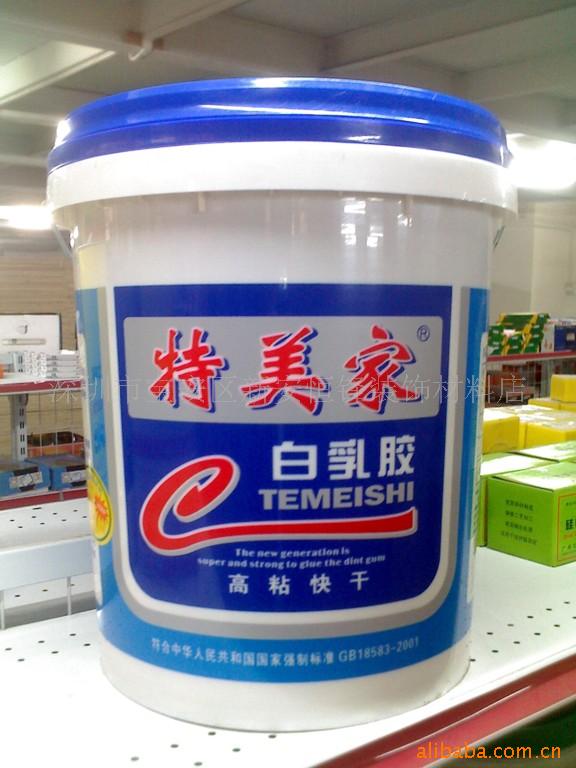 特美家®
白乳胶
TEMEISHI
The new generation is
super and strong to glue the dint gum
高粘快干
符合中华人民共和国国家强制标准 GB18583-2001
alibaba.com.cn